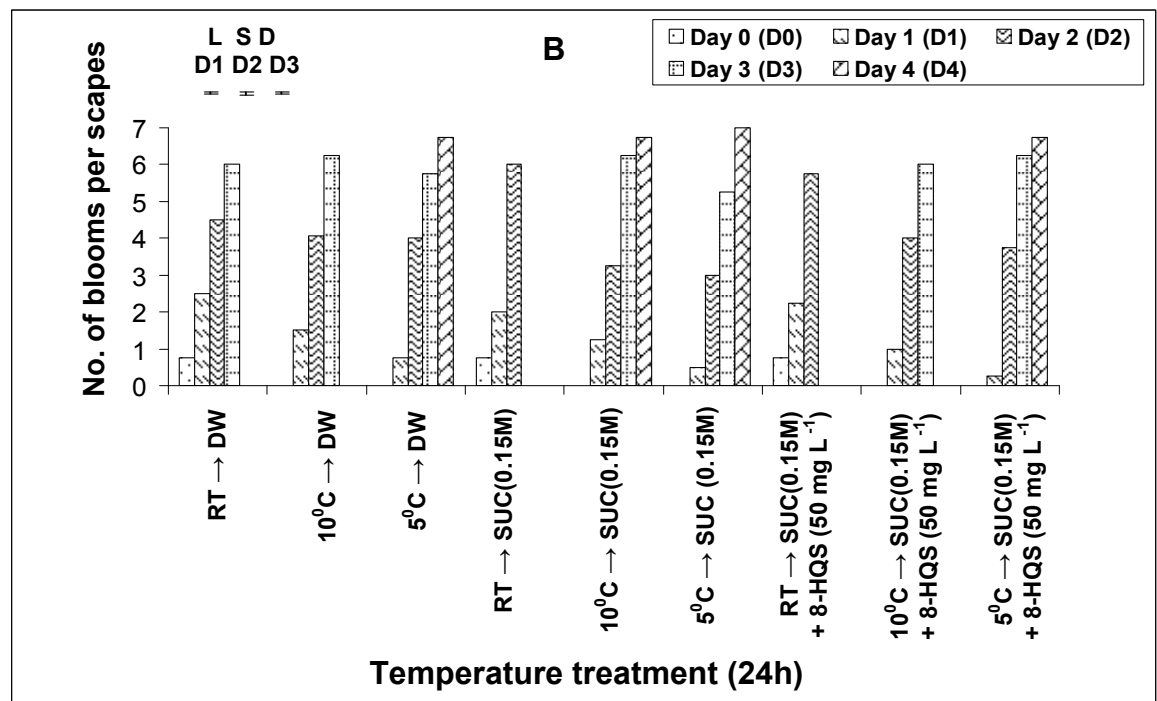 L S D
D1 D2 D3
B
Day 0 (D0) Day 1 (D1) Day 2 (D2)
Day 3 (D3) Day 4 (D4)
No. of blooms per scapes
7
6
5
4
3
2
1
0
RT → DW
10⁰C → DW
5⁰C → DW
RT → SUC(0.15M)
10⁰C → SUC(0.15M)
5⁰C → SUC (0.15M)
RT → SUC(0.15M)
+ 8-HQS (50 mg L⁻¹)
10⁰C → SUC(0.15M)
+ 8-HQS (50 mg L⁻¹)
5⁰C → SUC(0.15M)
+ 8-HQS (50 mg L⁻¹)
Temperature treatment (24h)